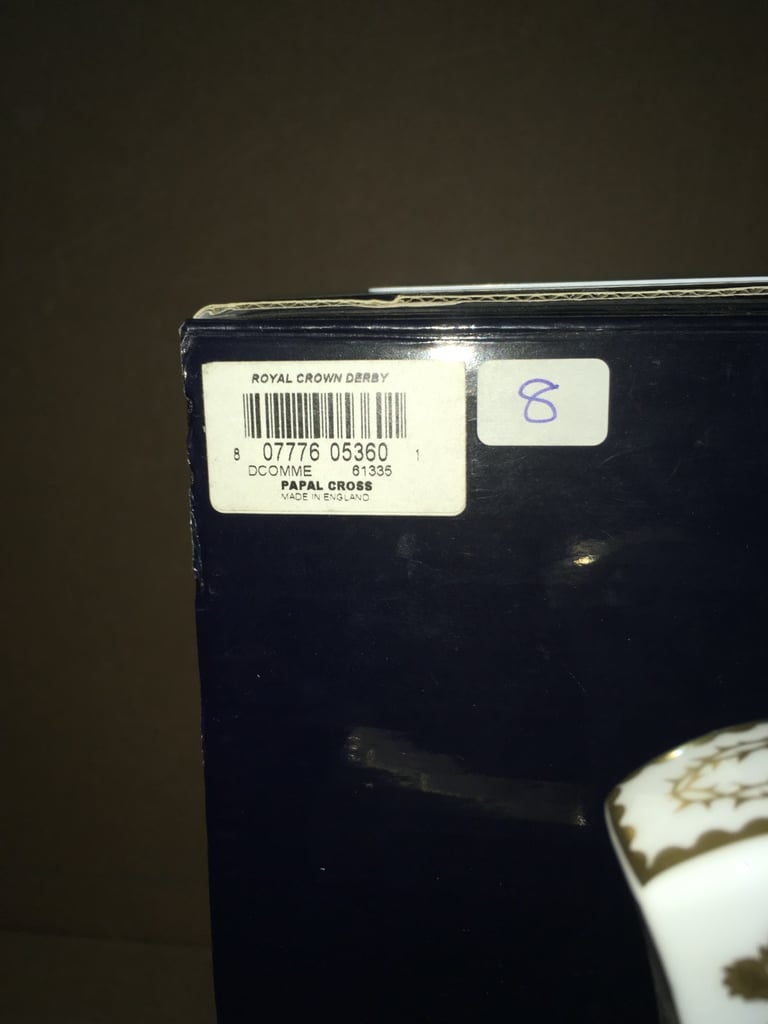 ROYAL CROWN DERBY
8 07776 05360 1
DCOMME 61335
PAPAL CROSS
MADE IN ENGLAND
8